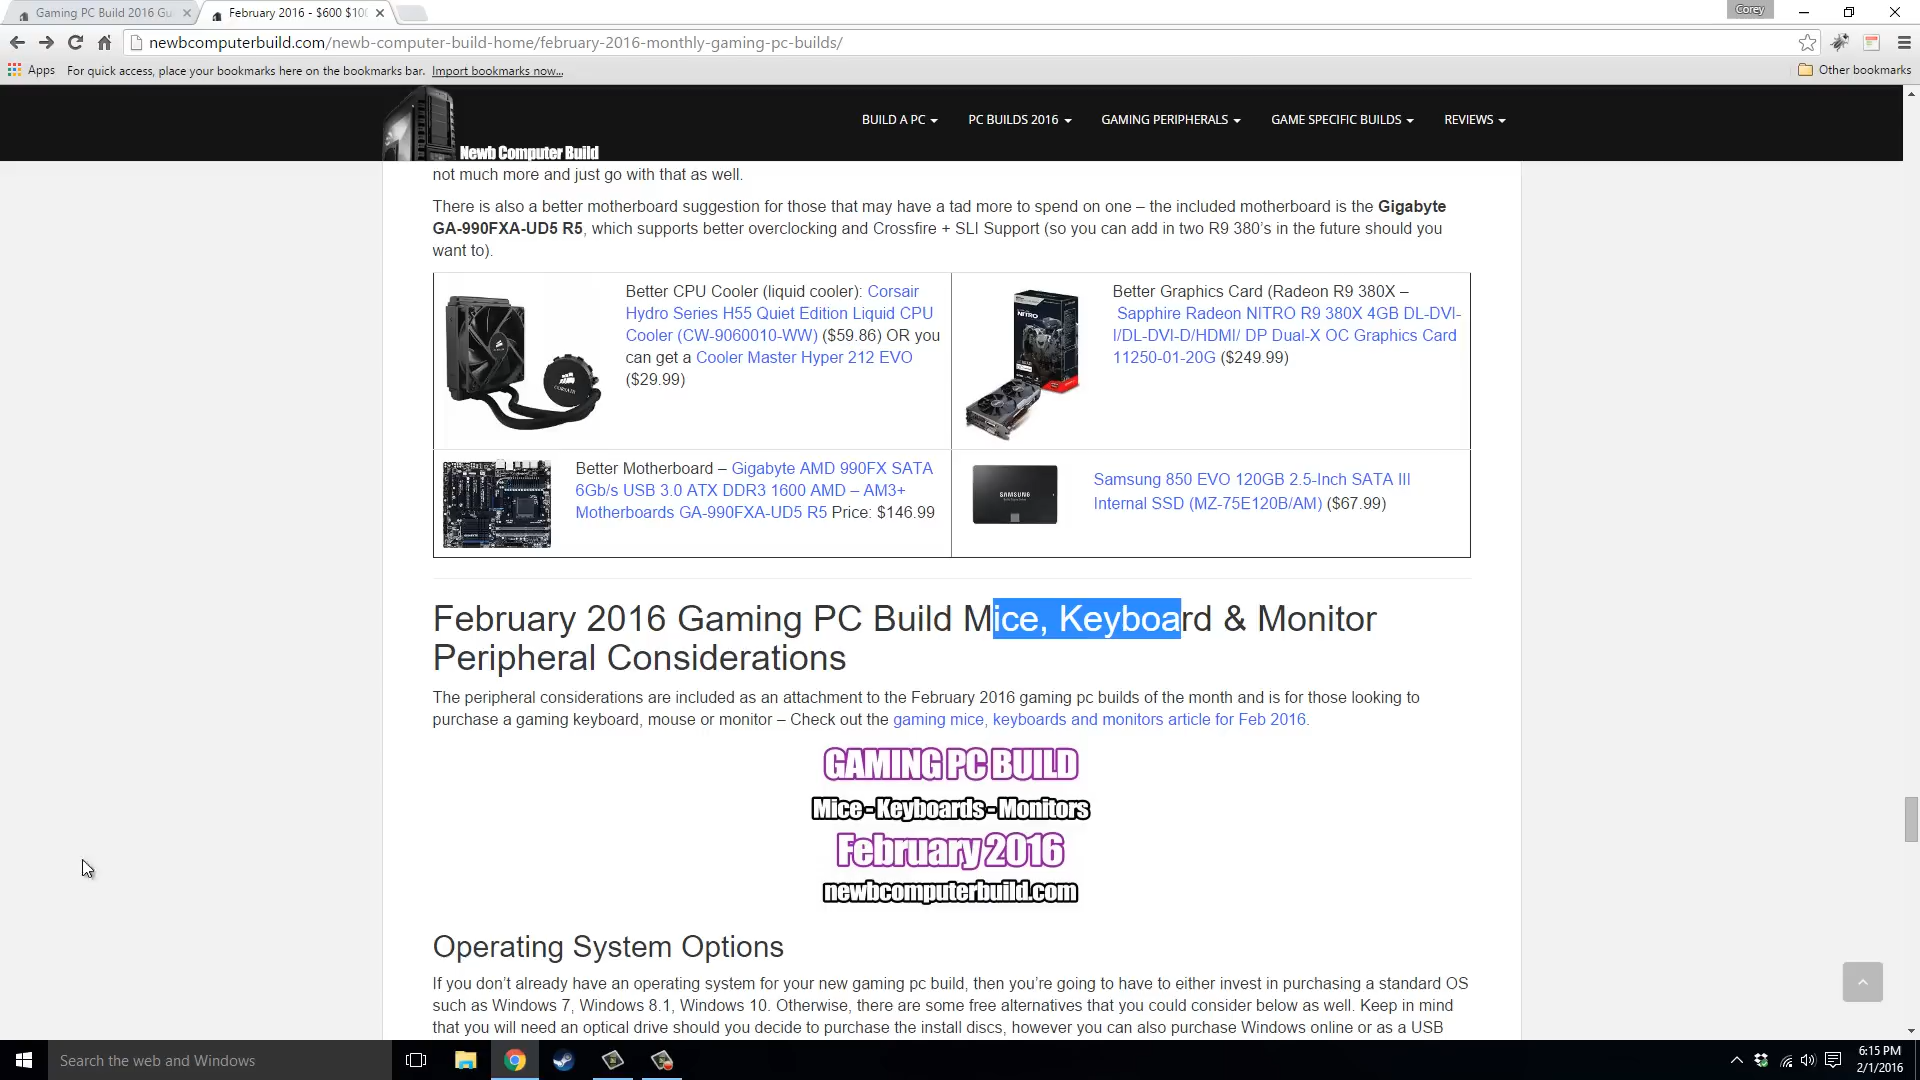 Gaming PC Build 2016 Gu
February 2016 - $600 $10
Corey
newbcomputerbuild.com/newb-computer-build-home/february-2016-monthly-gaming-pc-builds/
Apps For quick access, place your bookmarks here on the bookmarks bar. Import bookmarks now...
Other bookmarks
Newb Computer Build
BUILD A PC PC BUILDS 2016 GAMING PERIPHERALS GAME SPECIFIC BUILDS REVIEWS
not much more and just go with that as well.
There is also a better motherboard suggestion for those that may have a tad more to spend on one – the included motherboard is the Gigabyte
GA-990FXA-UD5 R5, which supports better overclocking and Crossfire + SLI Support (so you can add in two R9 380's in the future should you
want to).
Better CPU Cooler (liquid cooler): Corsair
Hydro Series H55 Quiet Edition Liquid CPU
Cooler (CW-9060010-WW) ($59.86) OR you
can get a Cooler Master Hyper 212 EVO
($29.99)
CORSAIR
Better Graphics Card (Radeon R9 380X –
Sapphire Radeon NITRO R9 380X 4GB DL-DVI-
I/DL-DVI-D/HDMI/ DP Dual-X OC Graphics Card
11250-01-20G ($249.99)
NITRO
Better Motherboard – Gigabyte AMD 990FX SATA
6Gb/s USB 3.0 ATX DDR3 1600 AMD – AM3+
Motherboards GA-990FXA-UD5 R5 Price: $146.99
SAMSUNG
Samsung 850 EVO 120GB 2.5-Inch SATA III
Internal SSD (MZ-75E120B/AM) ($67.99)
February 2016 Gaming PC Build Mice, Keyboard & Monitor
Peripheral Considerations
The peripheral considerations are included as an attachment to the February 2016 gaming pc builds of the month and is for those looking to
purchase a gaming keyboard, mouse or monitor – Check out the gaming mice, keyboards and monitors article for Feb 2016.
GAMING PC BUILD
Mice - Keyboards - Monitors
February 2016
newbcomputerbuild.com
Operating System Options
If you don't already have an operating system for your new gaming pc build, then you're going to have to either invest in purchasing a standard OS
such as Windows 7, Windows 8.1, Windows 10. Otherwise, there are some free alternatives that you could consider below as well. Keep in mind
that you will need an optical drive should you decide to purchase the install discs, however you can also purchase Windows online or as a USB
Search the web and Windows
6:15 PM
2/1/2016